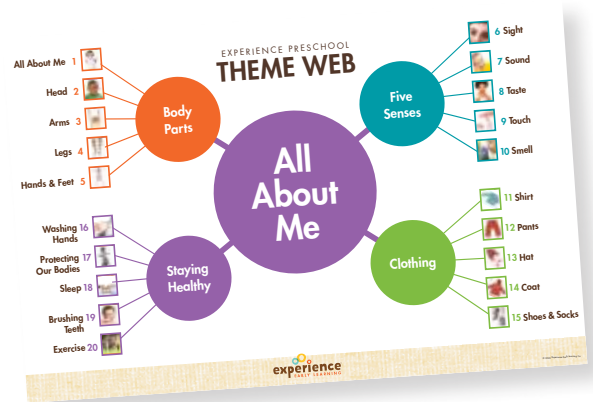 EXPERIENCE PRESCHOOL
THEME WEB
All
About
Me
Body
Parts
All About Me 1
Head 2
Arms 3
Legs 4
Hands & Feet 5
Five
Senses
6 Sight
7 Sound
8 Taste
9 Touch
10 Smell
Clothing
11 Shirt
12 Pants
13 Hat
14 Coat
15 Shoes & Socks
Staying
Healthy
Washing 16
Hands
Protecting 17
Our Bodies
Sleep 18
Brushing 19
Teeth
Exercise 20
experience
EARLY LEARNING